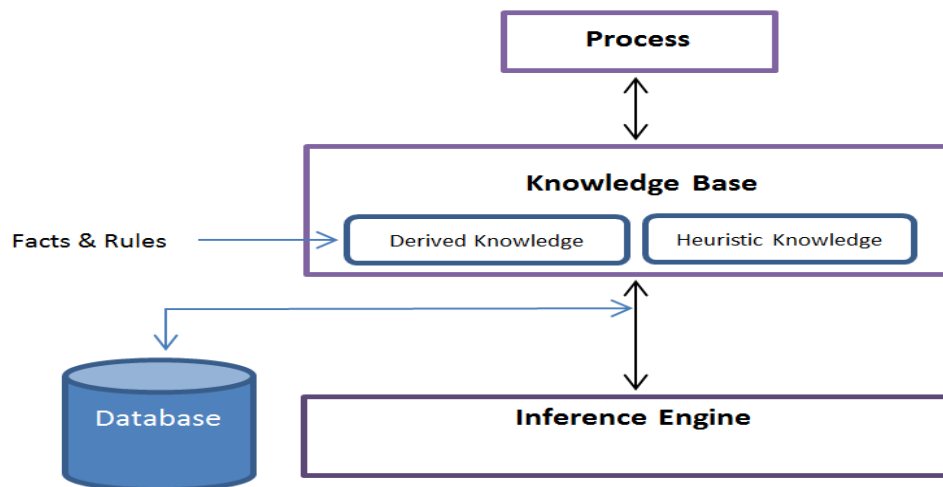 Process
Knowledge Base
Facts & Rules
Derived Knowledge
Heuristic Knowledge
Database
Inference Engine